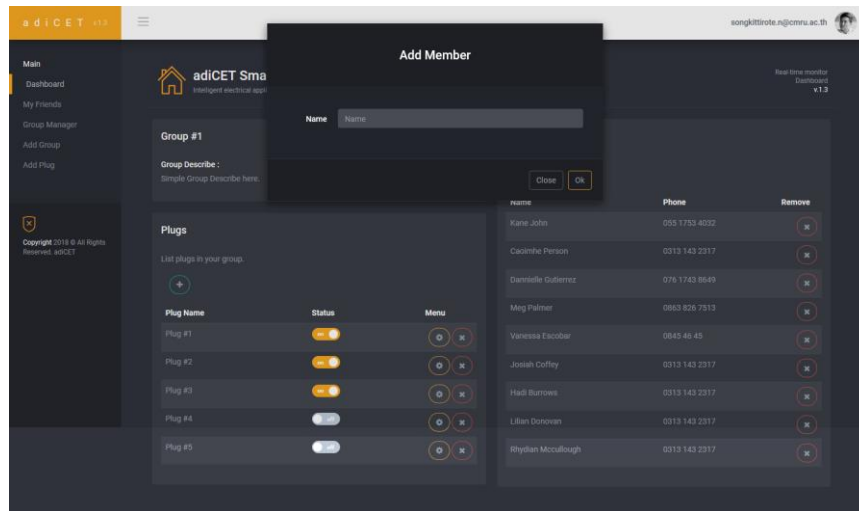 adiCET v1.3
songkittirote.n@cmru.ac.th
Main
Dashboard
My Friends
Group Manager
Add Group
Add Plug
Copyright 2018 © All Rights
Reserved. adiCET
adiCET Sma
Intelligent electrical appl
Real-time monitor
Dashboard
v.1.3
Add Member
Name
Name
Close
Ok
Group #1
Group Describe :
Simple Group Describe here.
Plugs
List plugs in your group.
Plug Name Status Menu
Plug #1
Plug #2
Plug #3
Plug #4
Plug #5
Name Phone Remove
Kane John 055 1753 4032
Caoimhe Person 0313 143 2317
Dannielle Gutierrez 076 1743 8649
Meg Palmer 0863 826 7513
Vanessa Escobar 0845 46 45
Josiah Coffey 0313 143 2317
Hadi Burrows 0313 143 2317
Lilian Donovan 0313 143 2317
Rhydian Mccullough 0313 143 2317